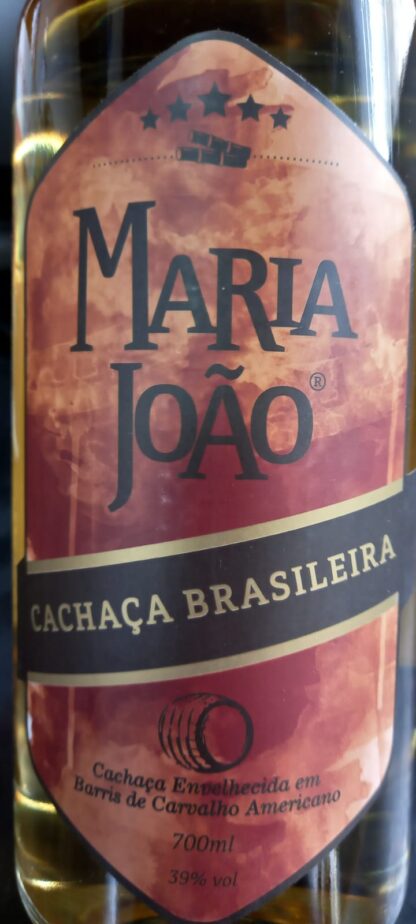 MARIA
JOÃO®
CACHAÇA BRASILEIRA
Cachaça Envelhecida em
Barris de Carvalho Americano
700ml
39% vol